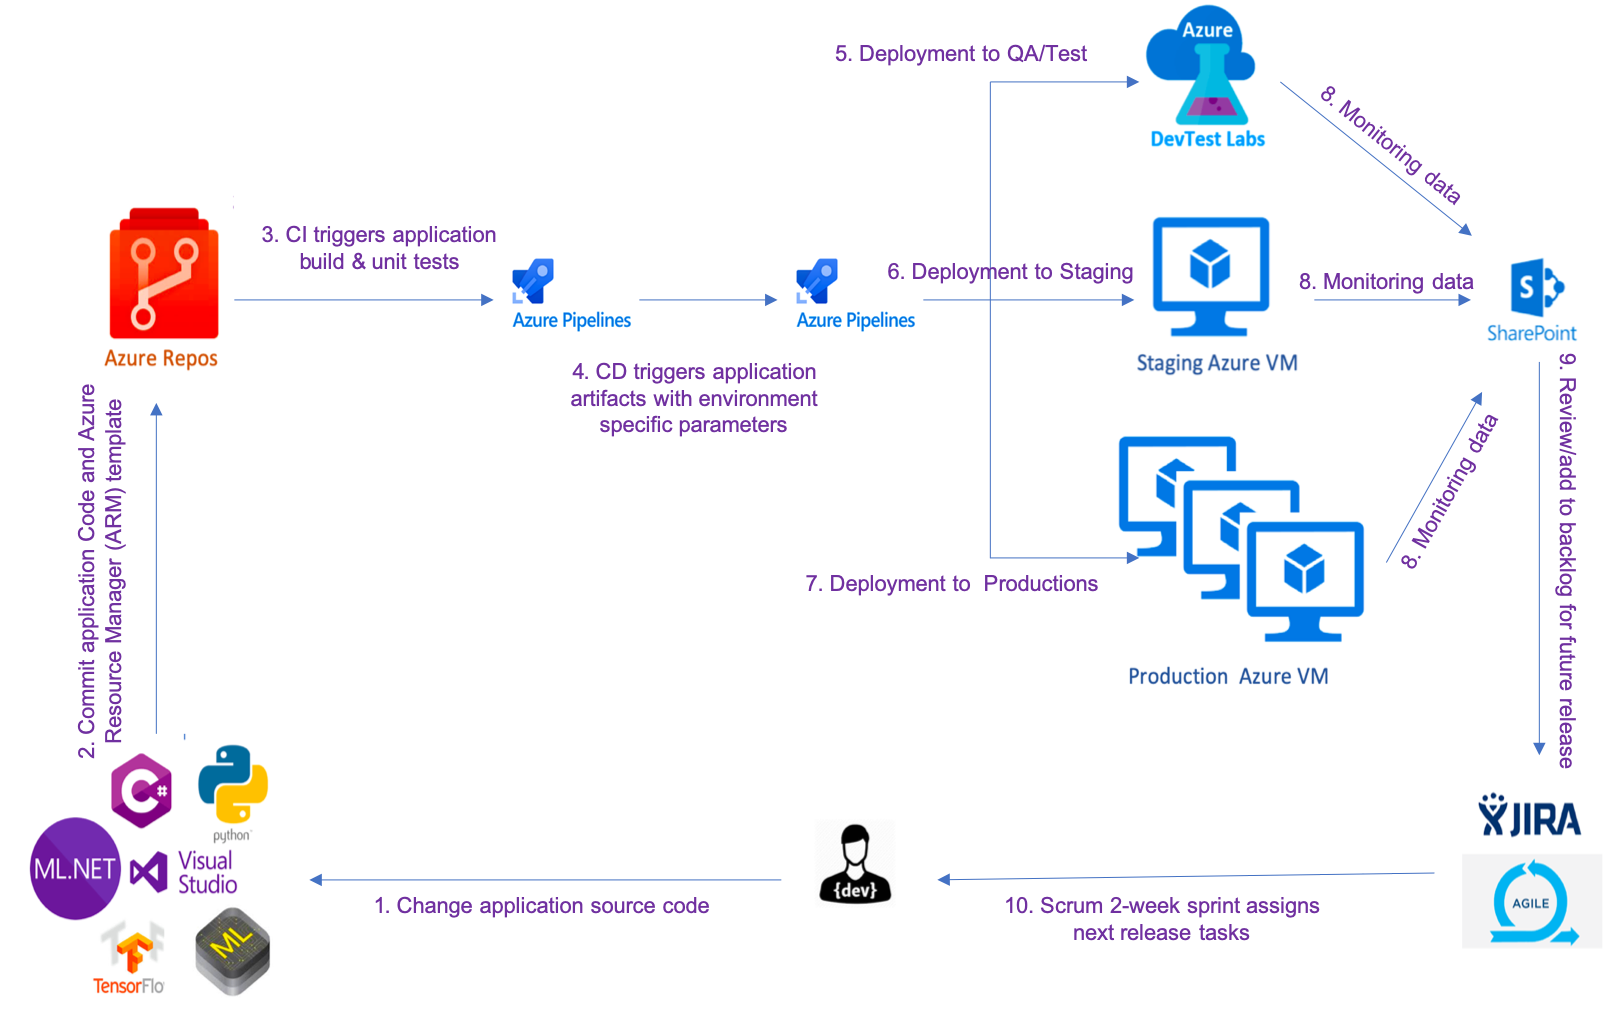 Azure
5. Deployment to QA/Test
DevTest Labs
8. Monitoring data
3. CI triggers application
build & unit tests
Azure Repos
Azure Pipelines
Azure Pipelines
6. Deployment to Staging
8. Monitoring data
S
SharePoint
Staging Azure VM
4. CD triggers application
artifacts with environment
specific parameters
2. Commit application Code and Azure
Resource Manager (ARM) template
9. Review/add to backlog for future release
8. Monitoring data
7. Deployment to  Productions
Production  Azure VM
C#
python
ML.NET
Visual
Studio
TF
TensorFlo
ML
1. Change application source code
{dev}
10. Scrum 2-week sprint assigns
next release tasks
JIRA
AGILE